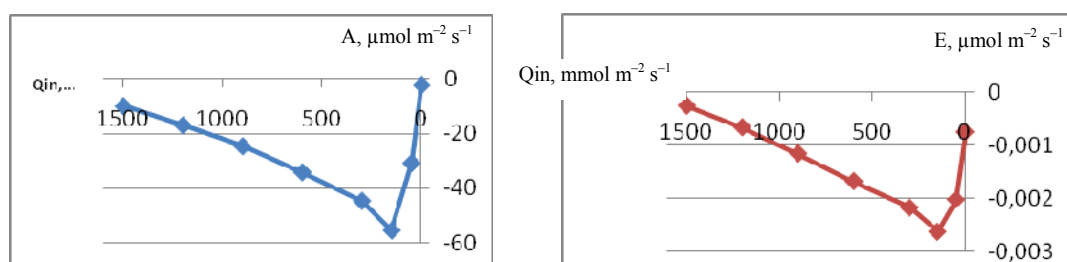 A, µmol m⁻² s⁻¹
Qin,...
0
1500 1000 500 0
-20
-40
-60
E, µmol m⁻² s⁻¹
Qin, mmol m⁻² s⁻¹
0
1500 1000 500 0
-0,001
-0,002
-0,003